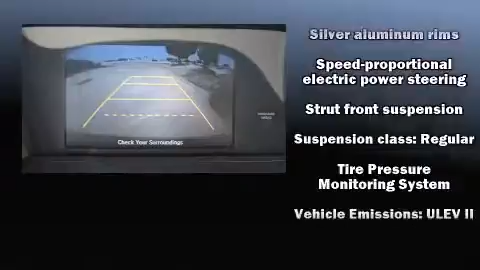 Silver aluminum rims
Speed-proportional
electric power steering
Strut front suspension
Suspension class: Regular
Tire Pressure
Monitoring System
Vehicle Emissions: ULEV II
Check Your Surroundings